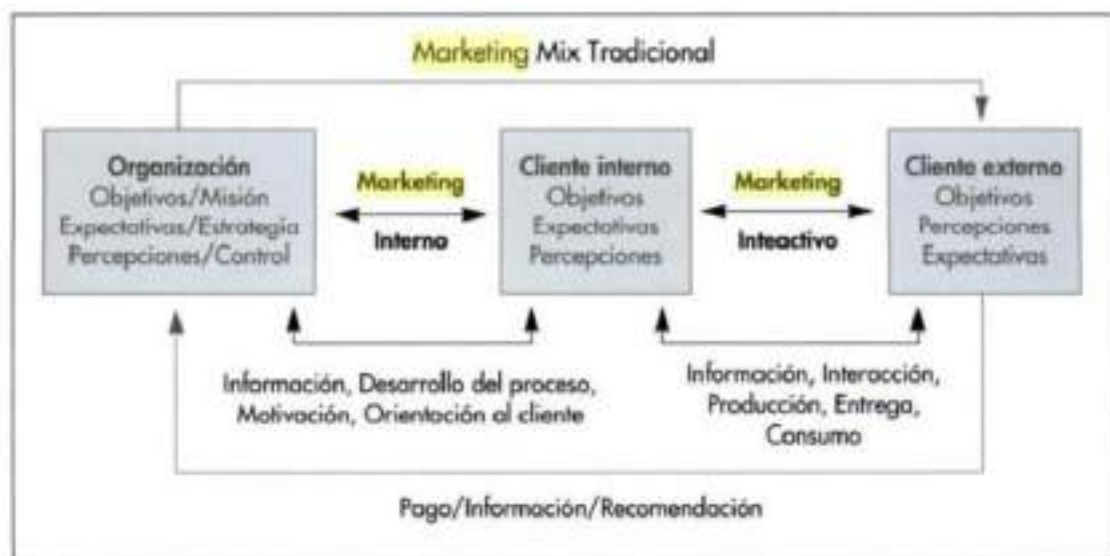 Marketing Mix Tradicional
Organización
Objetivos/Misión
Expectativas/Estrategia
Percepciones/Control
Marketing
Interno
Cliente interno
Objetivos
Expectativas
Percepciones
Marketing
Inteactivo
Cliente externo
Objetivos
Percepciones
Expectativas
Información, Desarrollo del proceso,
Motivación, Orientación al cliente
Información, Interacción,
Producción, Entrega,
Consumo
Pago/Información/Recomendación